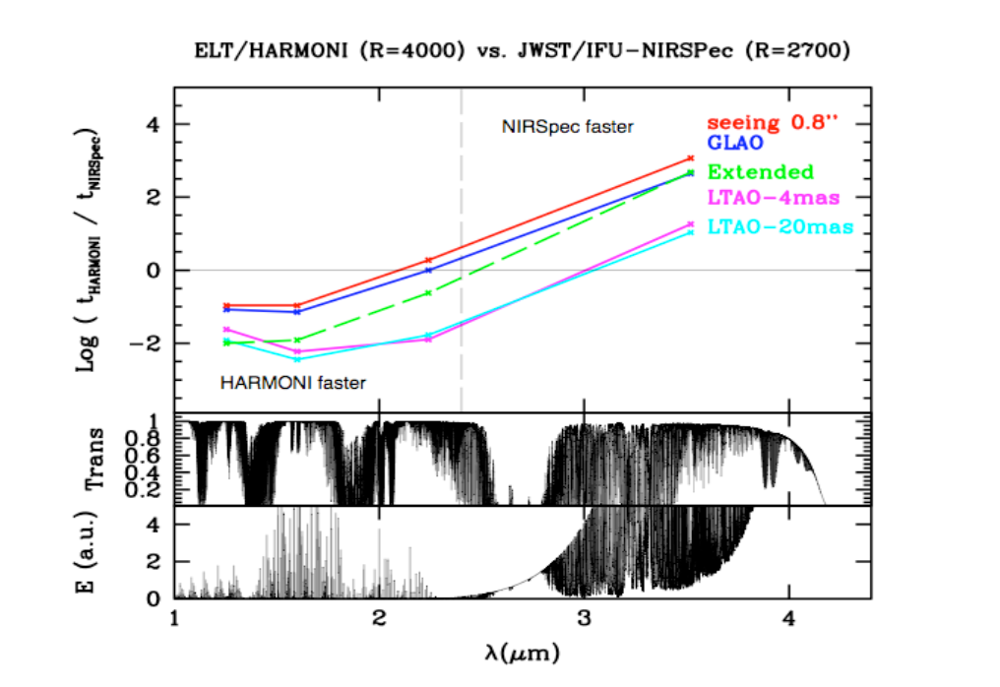 ELT/HARMONI (R=4000) vs. JWST/IFU-NIRSPec (R=2700)
Log ( tHARMONI / tNIRSpec)
4
2
0
-2
NIRSpec faster
HARMONI faster
seeing 0.8''
GLAO
Extended
LTAO-4mas
LTAO-20mas
Trans
1
0.8
0.6
0.4
0.2
E (a.u.)
4
2
0
1
2
3
4
λ(μm)